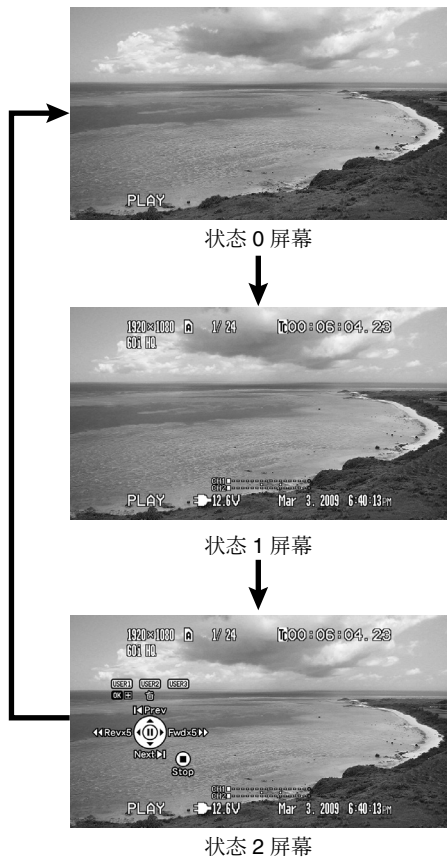 PLAY
状态 0 屏幕
1920×1080 A 1/ 24 TC 00:06:04.23
60i HQ
CH1
CH2
PLAY 12.6V Mar 3. 2009 6:40:13PM
状态 1 屏幕
1920×1080 A 1/ 24 TC 00:06:04.23
60i HQ
USER1 USER2 USER3
OK
Prev
Rev×5 Fwd×5
Next
Stop
CH1
CH2
PLAY 12.6V Mar 3. 2009 6:40:13PM
状态 2 屏幕